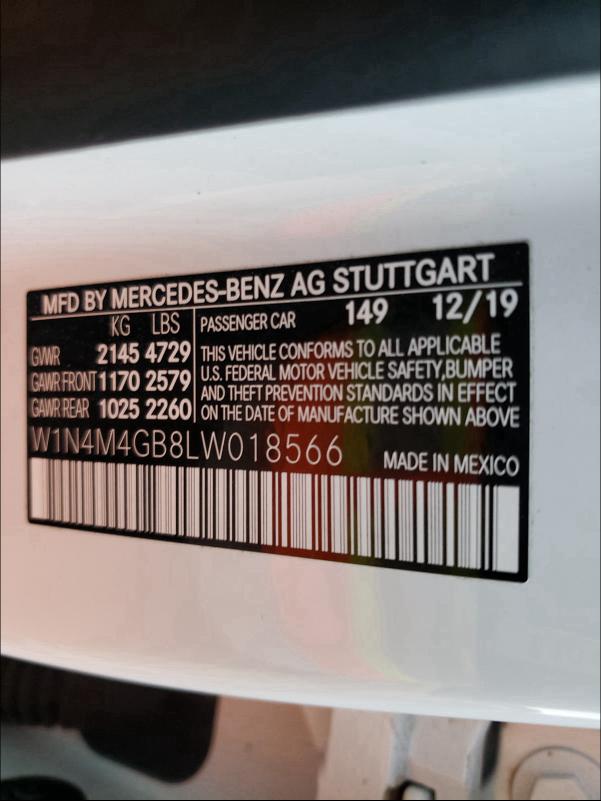 MFD BY MERCEDES-BENZ AG STUTTGART
KG LBS
GVWR 2145 4729
GAWR FRONT 1170 2579
GAWR REAR 1025 2260
PASSENGER CAR 149 12/19
THIS VEHICLE CONFORMS TO ALL APPLICABLE
U.S. FEDERAL MOTOR VEHICLE SAFETY,BUMPER
AND THEFT PREVENTION STANDARDS IN EFFECT
ON THE DATE OF MANUFACTURE SHOWN ABOVE
W1N4M4GB8LW018566
MADE IN MEXICO